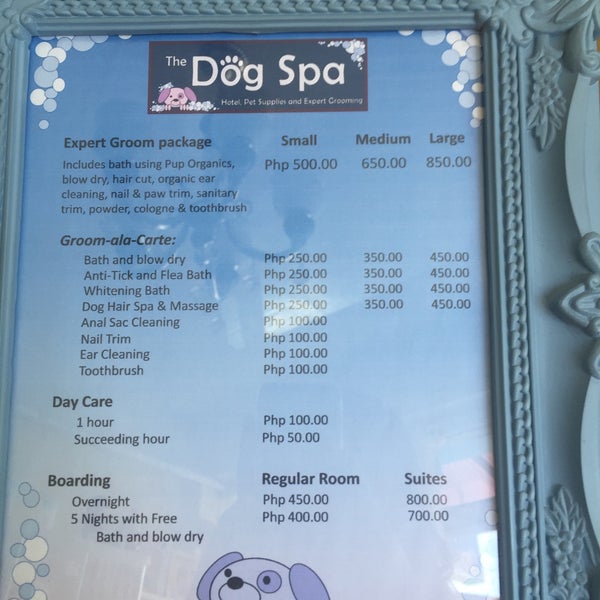 The
Dog Spa
Hotel, Pet Supplies and Expert Grooming
Expert Groom package Small Medium Large
Includes bath using Pup Organics, Php 500.00 650.00 850.00
blow dry, hair cut, organic ear
cleaning, nail & paw trim, sanitary
trim, powder, cologne & toothbrush
Groom-ala-Carte:
Bath and blow dry Php 250.00 350.00 450.00
Anti-Tick and Flea Bath Php 250.00 350.00 450.00
Whitening Bath Php 250.00 350.00 450.00
Dog Hair Spa & Massage Php 250.00 350.00 450.00
Anal Sac Cleaning Php 100.00
Nail Trim Php 100.00
Ear Cleaning Php 100.00
Toothbrush Php 100.00
Day Care
1 hour Php 100.00
Succeeding hour Php 50.00
Boarding Regular Room Suites
Overnight Php 450.00 800.00
5 Nights with Free Php 400.00 700.00
Bath and blow dry